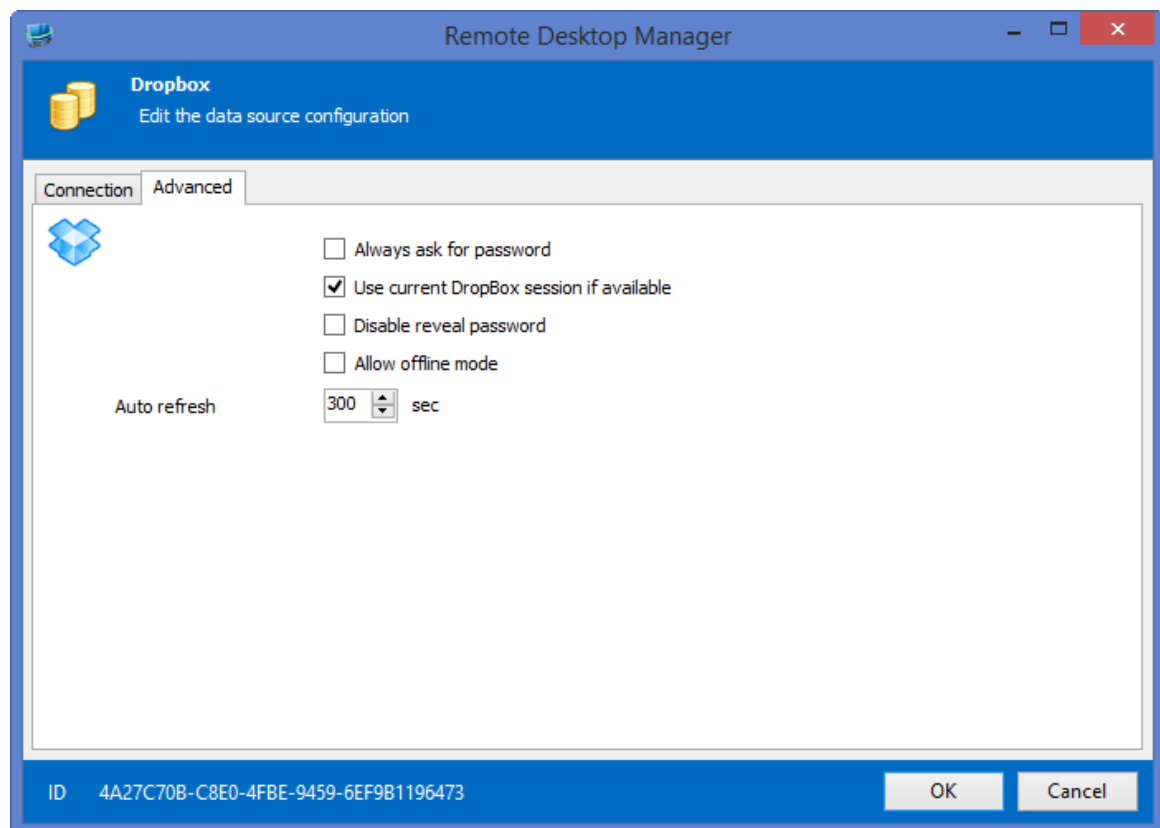 Remote Desktop Manager
Dropbox
Edit the data source configuration
Connection Advanced
Always ask for password
Use current DropBox session if available
Disable reveal password
Allow offline mode
Auto refresh 300 sec
ID 4A27C70B-C8E0-4FBE-9459-6EF9B1196473 OK Cancel